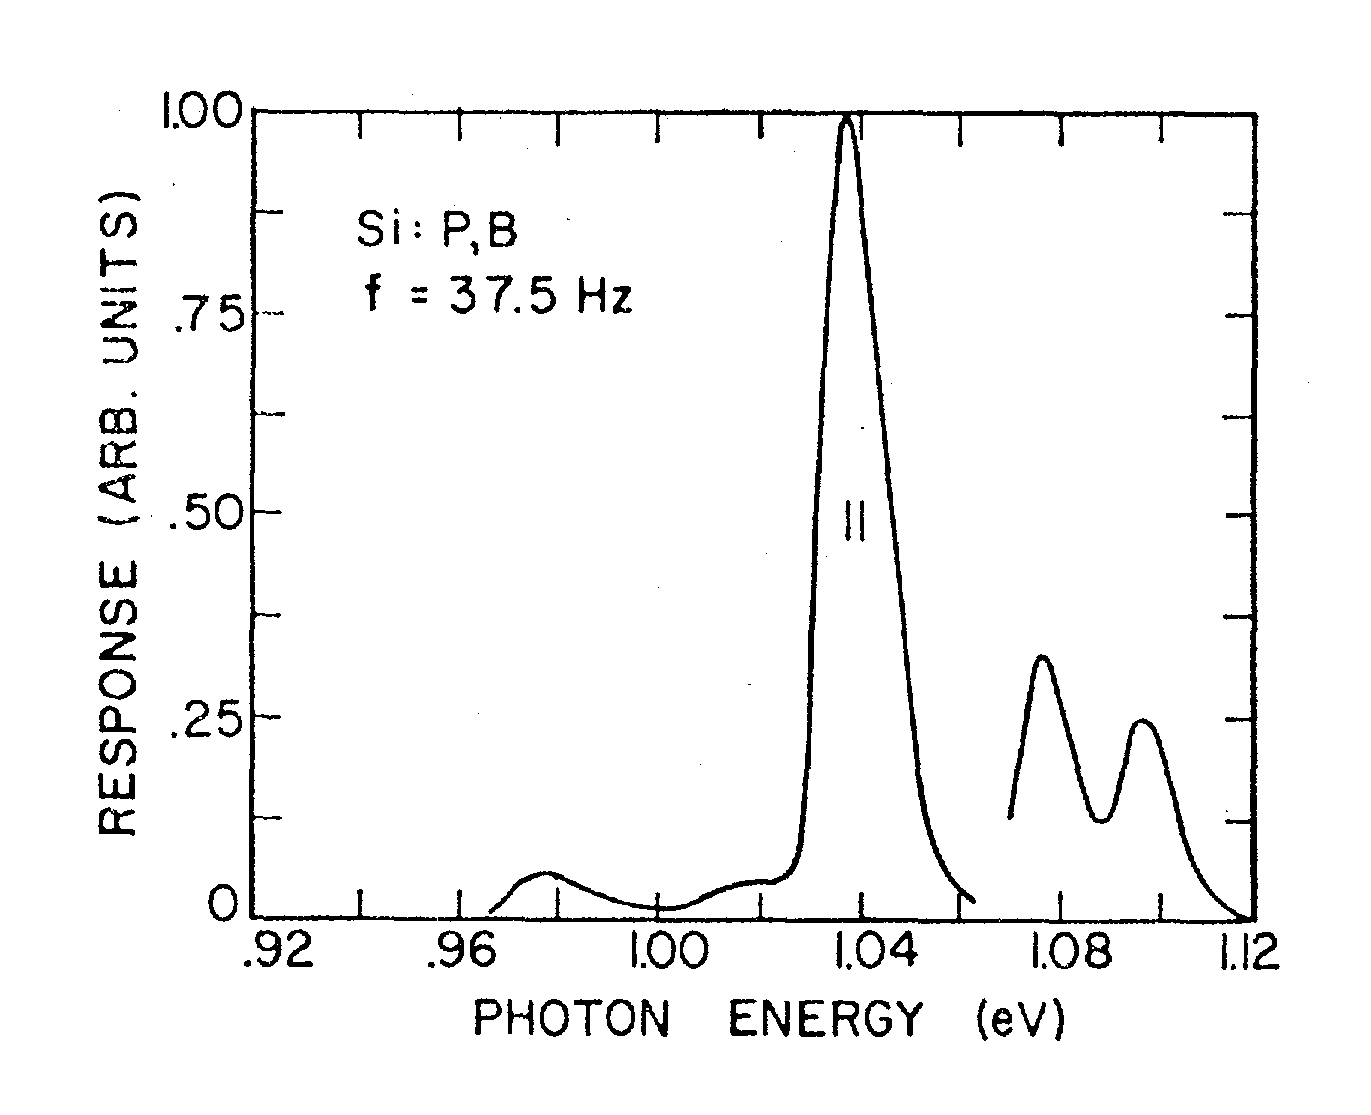 1.00
.75
.50
.25
0
RESPONSE (ARB. UNITS)
Si: P,B
f = 37.5 Hz
.92 .96 1.00 1.04 1.08 1.12
PHOTON ENERGY (eV)